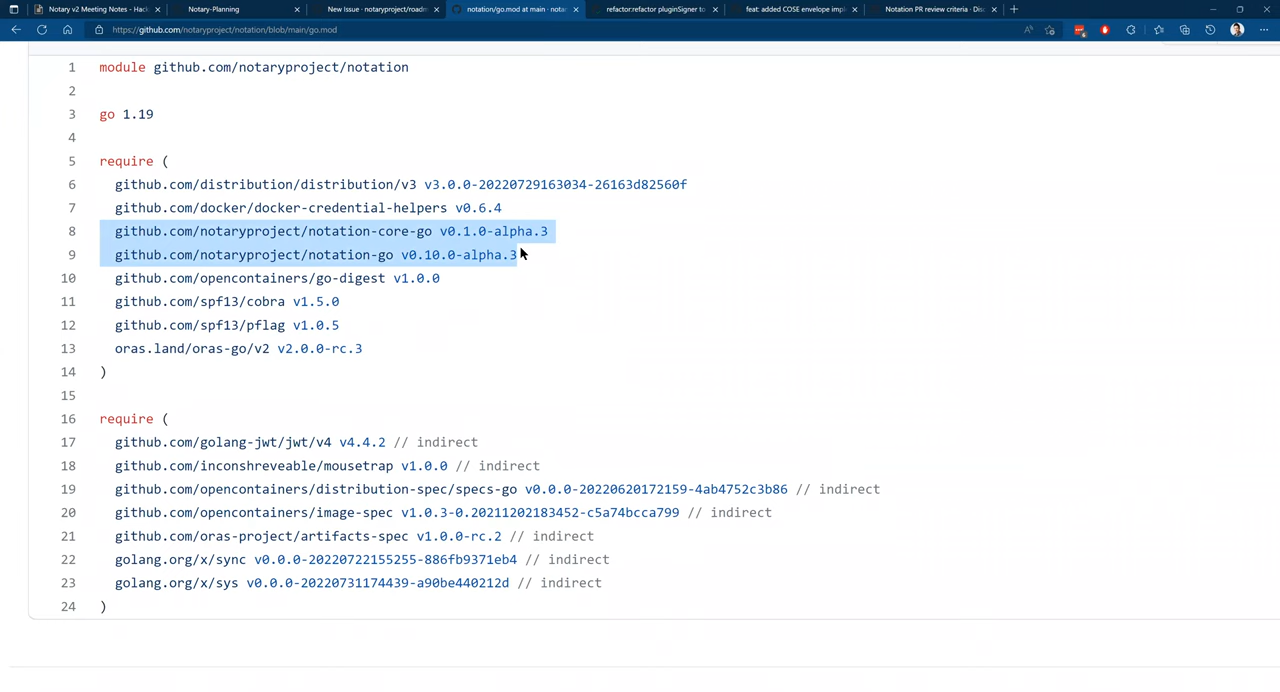 Notary v2 Meeting Notes - Hack
Notary-Planning
New Issue · notaryproject/roadm
notation/go.mod at main · notar
refactor:refactor pluginSigner to
feat: added COSE envelope impl
Notation PR review criteria · Disc
https://github.com/notaryproject/notation/blob/main/go.mod
1 module github.com/notaryproject/notation
2
3 go 1.19
4
5 require (
6 github.com/distribution/distribution/v3 v3.0.0-20220729163034-26163d82560f
7 github.com/docker/docker-credential-helpers v0.6.4
8 github.com/notaryproject/notation-core-go v0.1.0-alpha.3
9 github.com/notaryproject/notation-go v0.10.0-alpha.3
10 github.com/opencontainers/go-digest v1.0.0
11 github.com/spf13/cobra v1.5.0
12 github.com/spf13/pflag v1.0.5
13 oras.land/oras-go/v2 v2.0.0-rc.3
14 )
15
16 require (
17 github.com/golang-jwt/jwt/v4 v4.4.2 // indirect
18 github.com/inconshreveable/mousetrap v1.0.0 // indirect
19 github.com/opencontainers/distribution-spec/specs-go v0.0.0-20220620172159-4ab4752c3b86 // indirect
20 github.com/opencontainers/image-spec v1.0.3-0.20211202183452-c5a74bcca799 // indirect
21 github.com/oras-project/artifacts-spec v1.0.0-rc.2 // indirect
22 golang.org/x/sync v0.0.0-20220722155255-886fb9371eb4 // indirect
23 golang.org/x/sys v0.0.0-20220731174439-a90be440212d // indirect
24 )